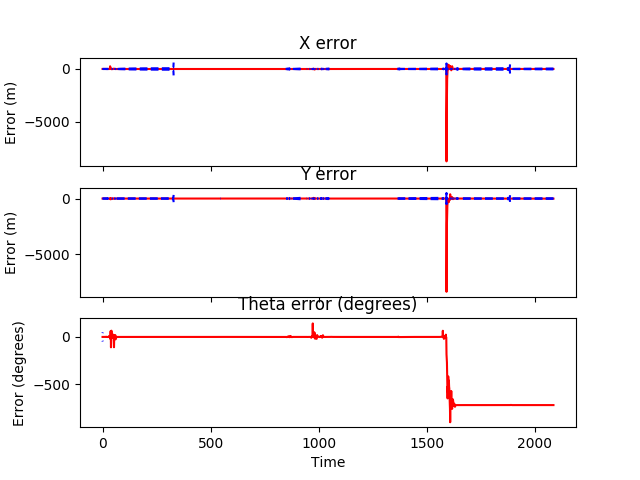 X error
0
−5000
Error (m)
Y error
0
−5000
Error (m)
Theta error (degrees)
0
−500
Error (degrees)
0 500 1000 1500 2000
Time